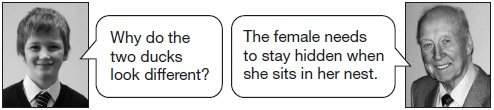 Why do the
two ducks
look different?
The female needs
to stay hidden when
she sits in her nest.